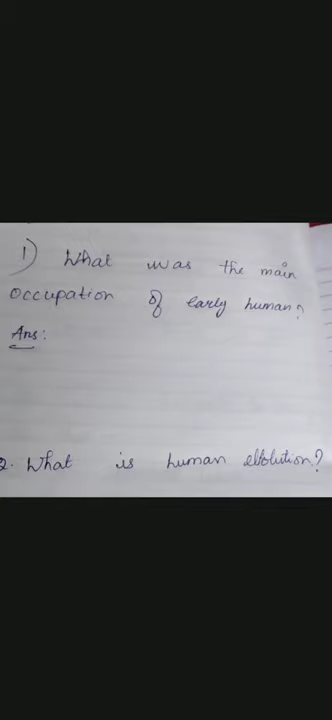 1) What was the main
occupation of early human?
Ans:
2. What is human evolution?